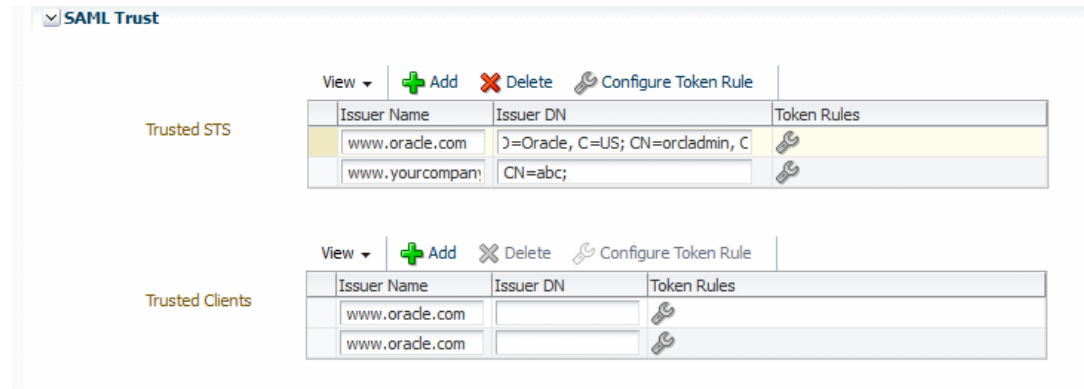 SAML Trust
View Add Delete Configure Token Rule
Issuer Name Issuer DN Token Rules
Trusted STS
www.oracle.com O=Oracle, C=US; CN=orcladmin, C
www.yourcompany CN=abc;
View Add Delete Configure Token Rule
Issuer Name Issuer DN Token Rules
Trusted Clients
www.oracle.com
www.oracle.com